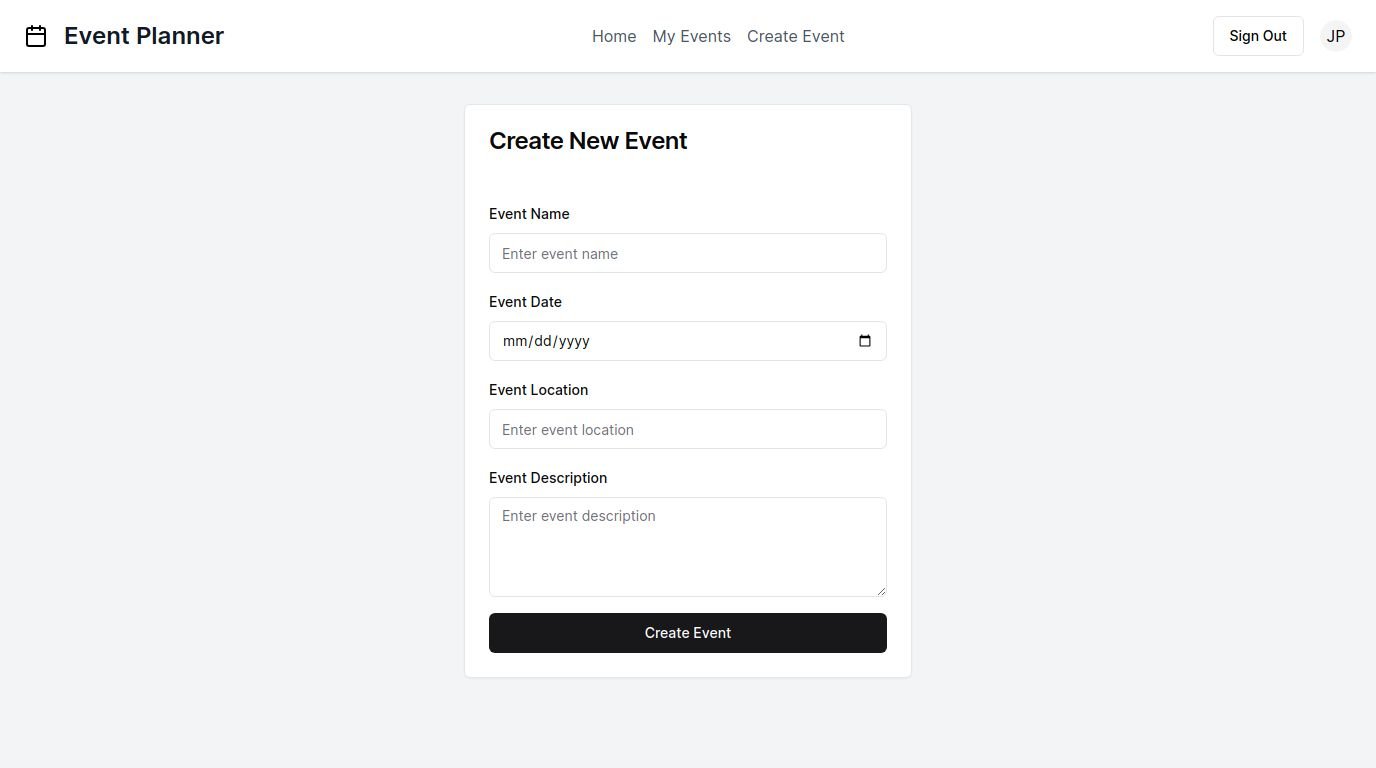 Event Planner
Home My Events Create Event
Sign Out
JP
Create New Event
Event Name
Enter event name
Event Date
mm/dd/yyyy
Event Location
Enter event location
Event Description
Enter event description
Create Event